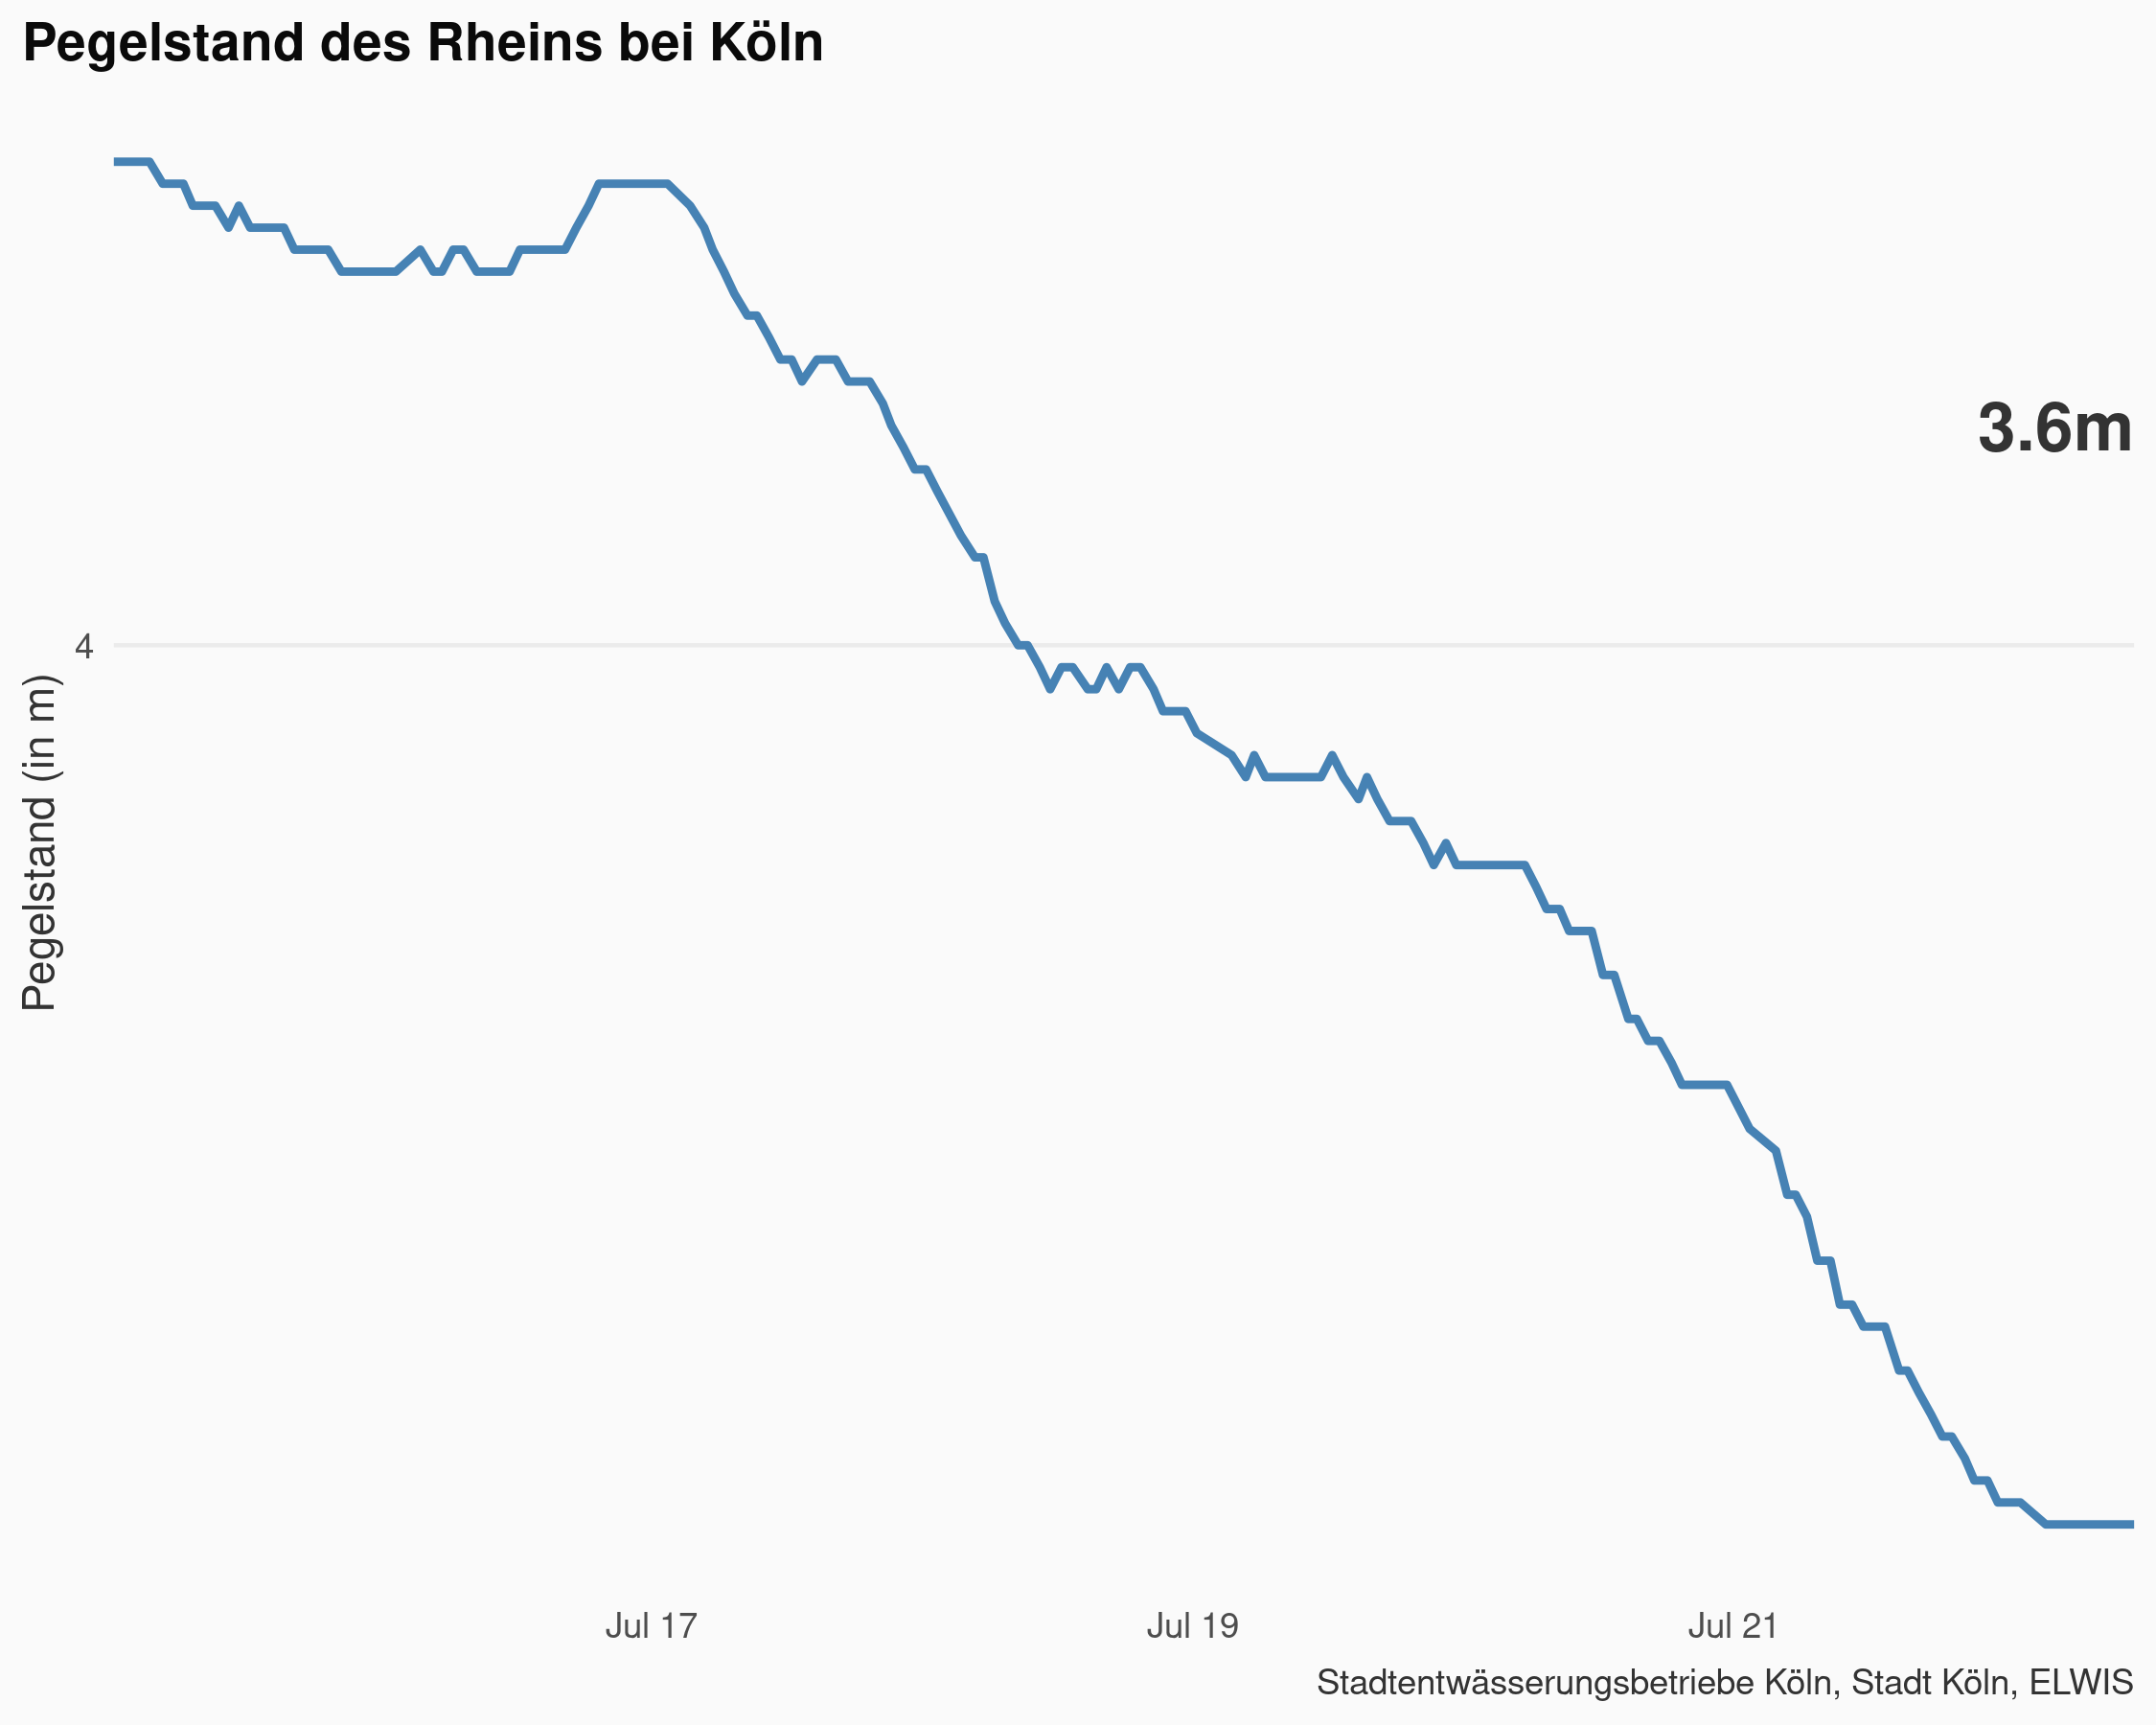 Pegelstand des Rheins bei Köln
3.6m
4
Pegelstand (in m)
Jul 17
Jul 19
Jul 21
Stadtentwässerungsbetriebe Köln, Stadt Köln, ELWIS